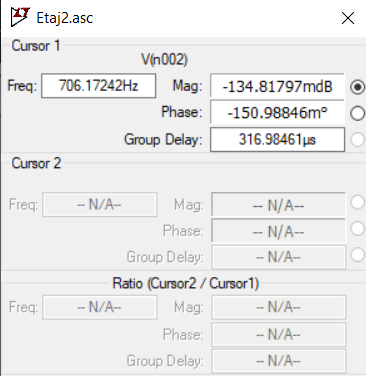 Etaj2.asc
Cursor 1
V(n002)
Freq: 706.17242Hz Mag: -134.81797mdB
Phase: -150.98846m°
Group Delay: 316.98461µs
Cursor 2
Freq: -- N/A-- Mag: -- N/A--
Phase: -- N/A--
Group Delay: -- N/A--
Ratio (Cursor2 / Cursor1)
Freq: -- N/A-- Mag: -- N/A--
Phase: -- N/A--
Group Delay: -- N/A--